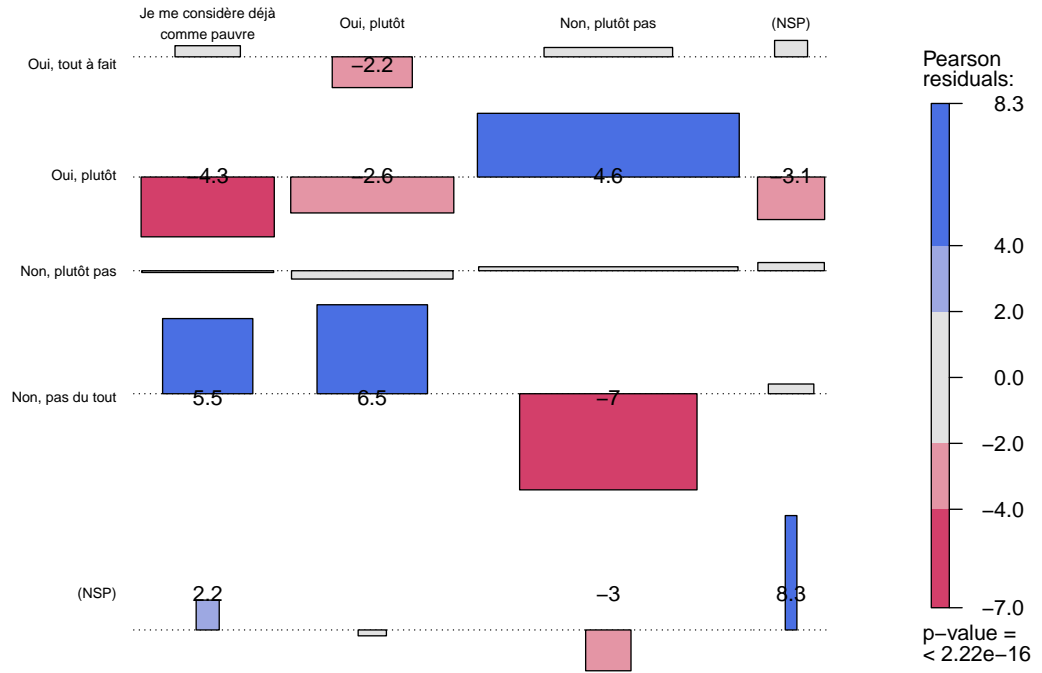 Je me considère déjà
comme pauvre
Oui, plutôt
Non, plutôt pas
(NSP)
Oui, tout à fait
−2.2
Oui, plutôt
−4.3
−2.6
4.6
−3.1
Non, plutôt pas
Non, pas du tout
5.5
6.5
−7
(NSP)
2.2
−3
8.3
Pearson
residuals:
8.3
4.0
2.0
0.0
−2.0
−4.0
−7.0
p−value =
< 2.22e−16